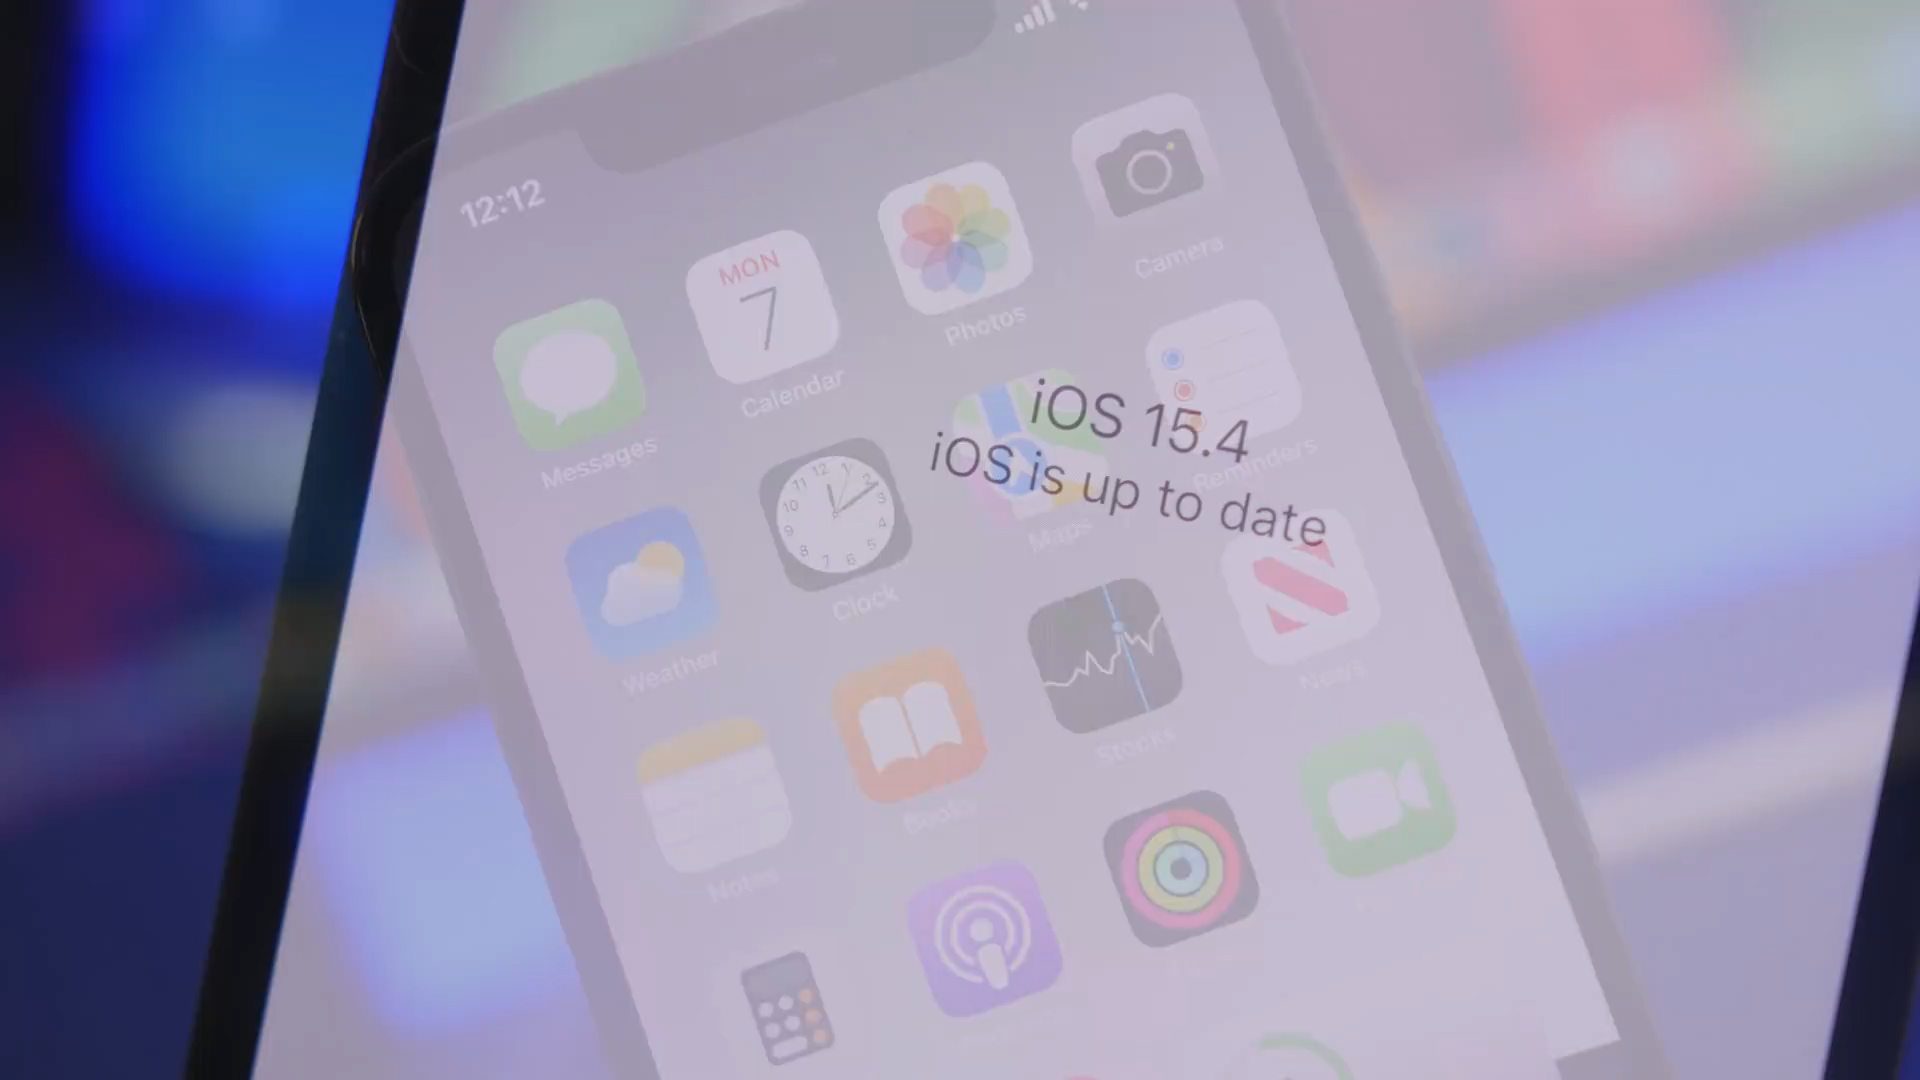 12:12
MON
7
Messages
Calendar
Photos
Camera
iOS 15.4
iOS is up to date
Weather
Clock
Maps
Reminders
Notes
Books
Stocks
News